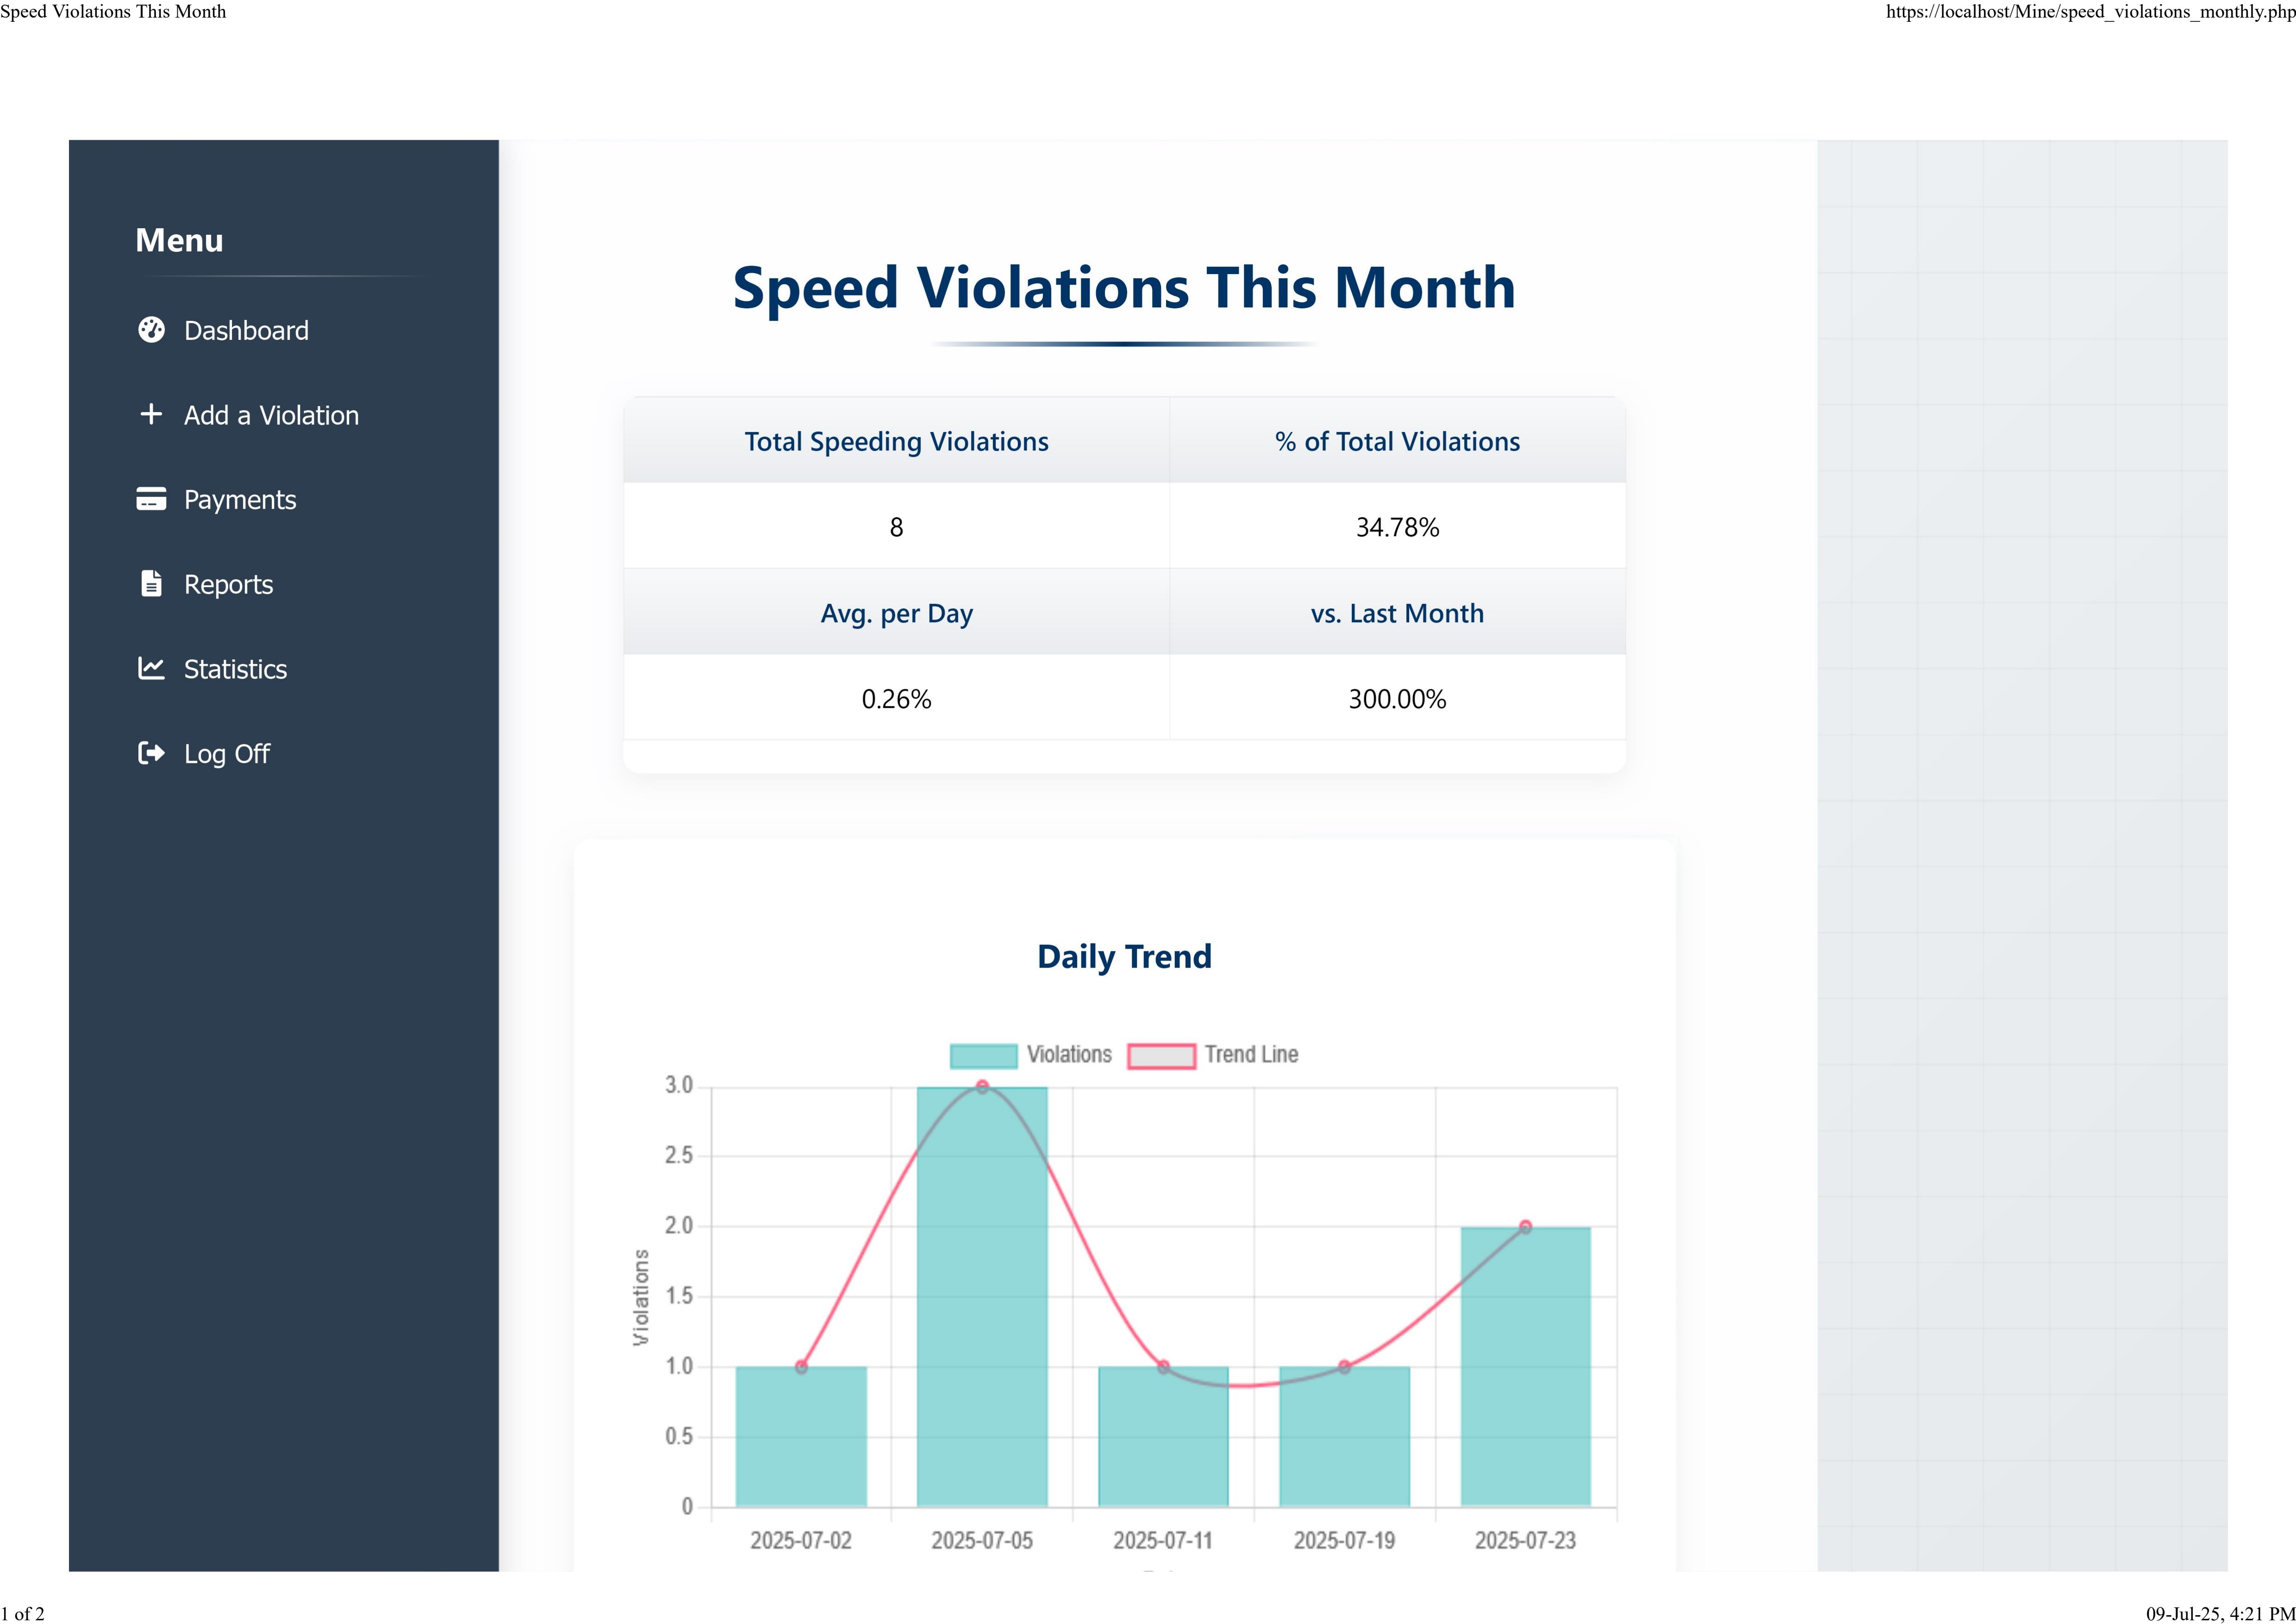 Speed Violations This Month
https://localhost/Mine/speed_violations_monthly.php
Menu
Dashboard
Add a Violation
Payments
Reports
Statistics
Log Off
Speed Violations This Month
Total Speeding Violations
% of Total Violations
8
34.78%
Avg. per Day
vs. Last Month
0.26%
300.00%
Daily Trend
Violations
Trend Line
3.0
2.5
2.0
1.5
1.0
0.5
0
Violations
2025-07-02
2025-07-05
2025-07-11
2025-07-19
2025-07-23
1 of 2
09-Jul-25, 4:21 PM